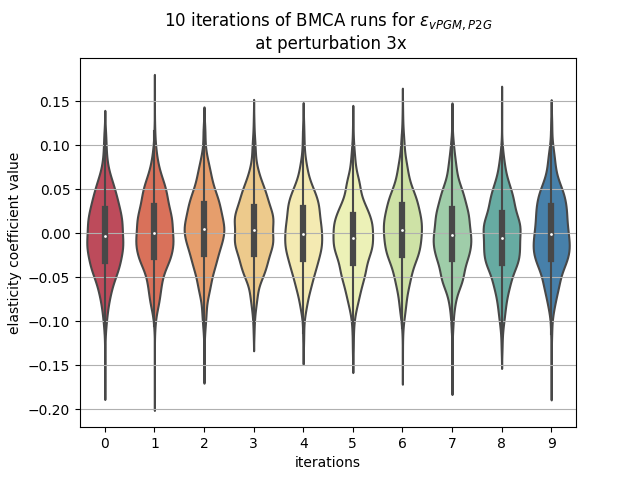 10 iterations of BMCA runs for ε_{vPGM, P2G}
at perturbation 3x
elasticity coefficient value
0.15
0.10
0.05
0.00
−0.05
−0.10
−0.15
−0.20
0 1 2 3 4 5 6 7 8 9
iterations